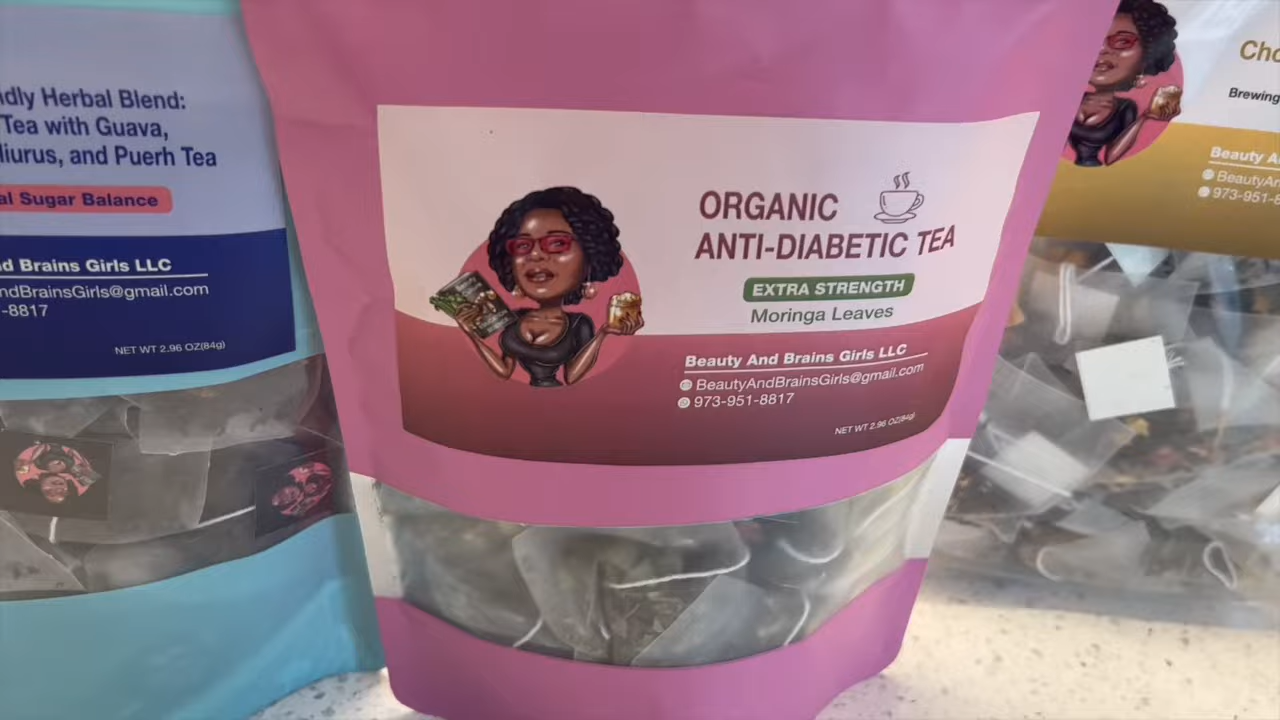 dly Herbal Blend:
Tea with Guava,
liurus, and Puerh Tea
al Sugar Balance
d Brains Girls LLC
ndBrainsGirls@gmail.com
-8817
NET WT 2.96 OZ(84g)
ORGANIC
ANTI-DIABETIC TEA
EXTRA STRENGTH
Moringa Leaves
Beauty And Brains Girls LLC
BeautyAndBrainsGirls@gmail.com
973-951-8817
NET WT 2.96 OZ(84g)
Cho
Brewing
Beauty A
BeautyAn
973-951-8